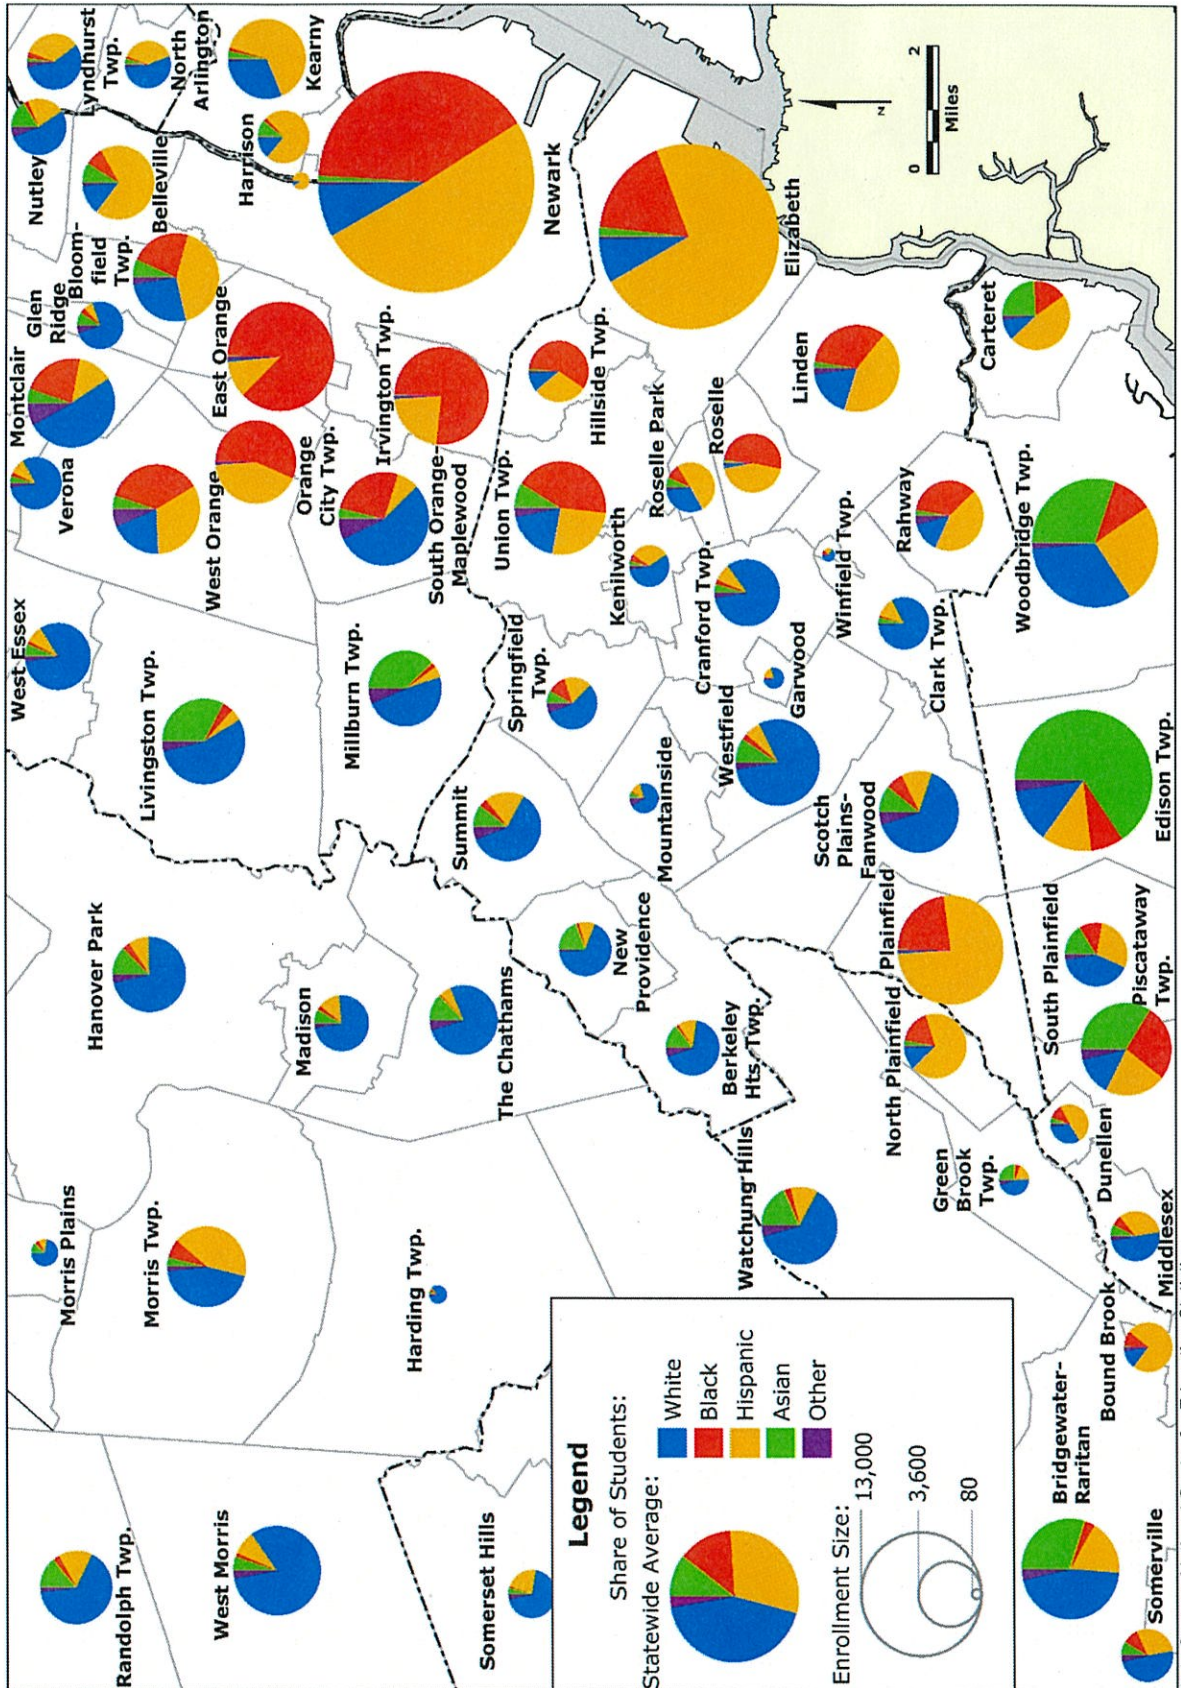 Randolph Twp.
West Morris
Somerset Hills
Morris Plains
Morris Twp.
Harding Twp.
Hanover Park
Madison
The Chathams
West Essex
Livingston Twp.
Millburn Twp.
Verona
West Orange
Montclair
Glen
Ridge
Bloom-
field
Twp.
Nutley
Belleville
Lyndhurst
Twp.
North
Arlington
Kearny
Harrison
East Orange
Orange
City Twp.
Irvington Twp.
South Orange-
Maplewood
Newark
Summit
Springfield
Twp.
Union Twp.
Hillside Twp.
Elizabeth
New
Providence
Berkeley
Hts. Twp.
Mountainside
Kenilworth
Roselle Park
Roselle
Cranford Twp.
Westfield
Garwood
Winfield Twp.
Linden
Clark Twp.
Rahway
Carteret
Watchung Hills
Scotch
Plains-
Fanwood
Plainfield
North Plainfield
Green
Brook
Twp.
Woodbridge Twp.
Edison Twp.
South Plainfield
Piscataway
Twp.
Dunellen
Middlesex
Bound Brook
Bridgewater-
Raritan
Somerville
Legend
Share of Students:
Statewide Average:
White
Black
Hispanic
Asian
Other
Enrollment Size:
13,000
3,600
80
N
0
2
Miles